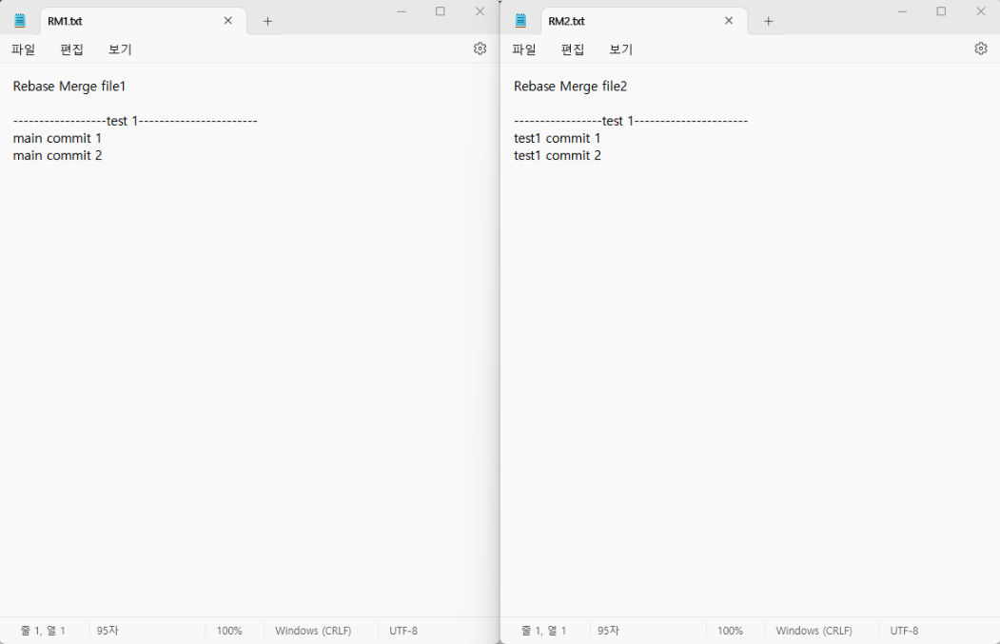 RM1.txt
파일 편집 보기
Rebase Merge file1
------------------test 1-----------------------
main commit 1
main commit 2
줄 1, 열 1 95자 100% Windows (CRLF) UTF-8
RM2.txt
파일 편집 보기
Rebase Merge file2
-----------------test 1----------------------
test1 commit 1
test1 commit 2
줄 1, 열 1 95자 100% Windows (CRLF) UTF-8